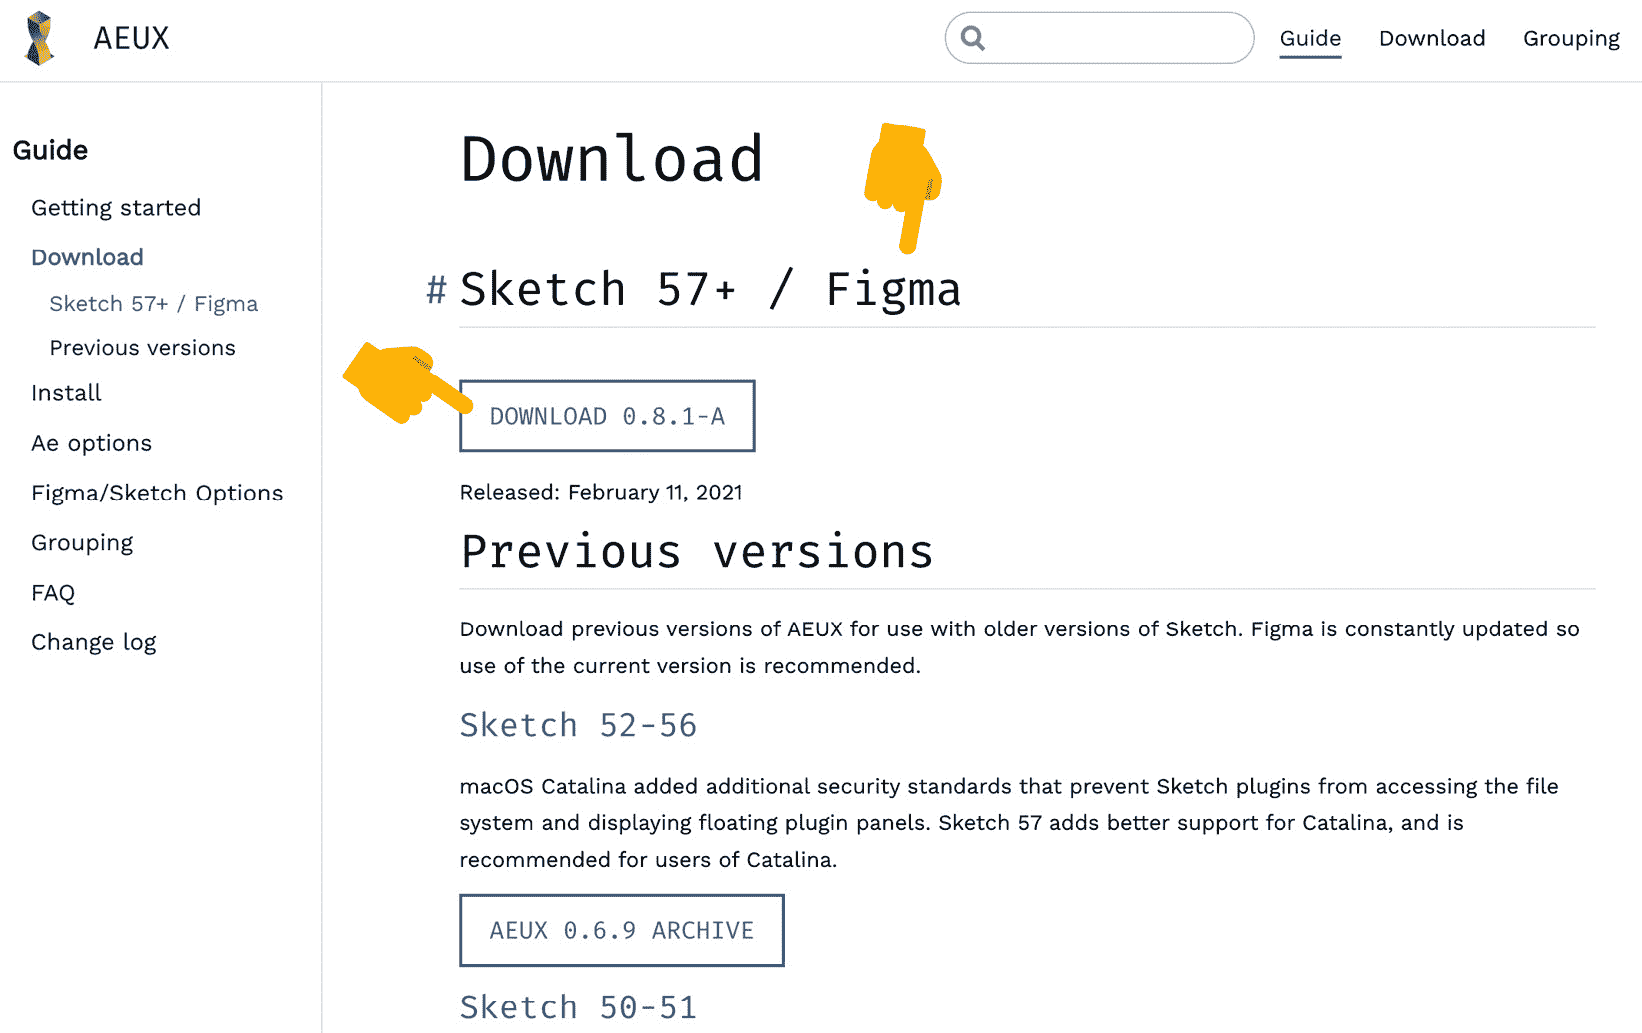 AEUX
Guide
Download
Grouping
Guide
Getting started
Download
Sketch 57+ / Figma
Previous versions
Install
Ae options
Figma/Sketch Options
Grouping
FAQ
Change log
Download
# Sketch 57+ / Figma
DOWNLOAD 0.8.1-A
Released: February 11, 2021
Previous versions
Download previous versions of AEUX for use with older versions of Sketch. Figma is constantly updated so
use of the current version is recommended.
Sketch 52-56
macOS Catalina added additional security standards that prevent Sketch plugins from accessing the file
system and displaying floating plugin panels. Sketch 57 adds better support for Catalina, and is
recommended for users of Catalina.
AEUX 0.6.9 ARCHIVE
Sketch 50-51